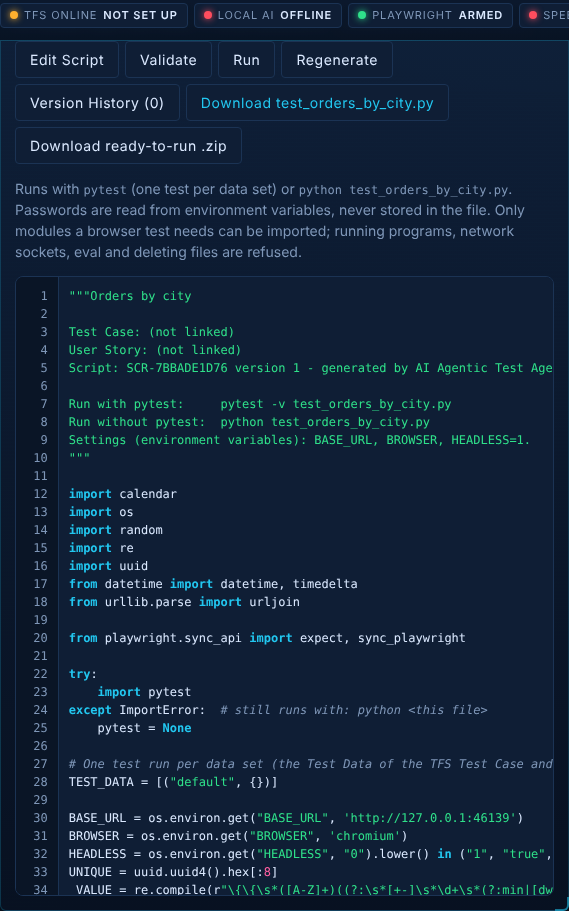 TFS ONLINE NOT SET UP LOCAL AI OFFLINE PLAYWRIGHT ARMED SPE
Edit Script Validate Run Regenerate
Version History (0) Download test_orders_by_city.py
Download ready-to-run .zip
Runs with pytest (one test per data set) or python test_orders_by_city.py.
Passwords are read from environment variables, never stored in the file. Only
modules a browser test needs can be imported; running programs, network
sockets, eval and deleting files are refused.
1 """Orders by city
2
3 Test Case: (not linked)
4 User Story: (not linked)
5 Script: SCR-7BBADE1D76 version 1 - generated by AI Agentic Test Age
6
7 Run with pytest:     pytest -v test_orders_by_city.py
8 Run without pytest:  python test_orders_by_city.py
9 Settings (environment variables): BASE_URL, BROWSER, HEADLESS=1.
10 """
11
12 import calendar
13 import os
14 import random
15 import re
16 import uuid
17 from datetime import datetime, timedelta
18 from urllib.parse import urljoin
19
20 from playwright.sync_api import expect, sync_playwright
21
22 try:
23     import pytest
24 except ImportError:  # still runs with: python <this file>
25     pytest = None
26
27 # One test run per data set (the Test Data of the TFS Test Case and
28 TEST_DATA = [("default", {})]
29
30 BASE_URL = os.environ.get("BASE_URL", 'http://127.0.0.1:46139')
31 BROWSER = os.environ.get("BROWSER", 'chromium')
32 HEADLESS = os.environ.get("HEADLESS", "0").lower() in ("1", "true",
33 UNIQUE = uuid.uuid4().hex[:8]
34 _VALUE = re.compile(r"\{\{\s*([A-Z]+)((?:\s*[+-]\s*\d+\s*(?:min|[dw